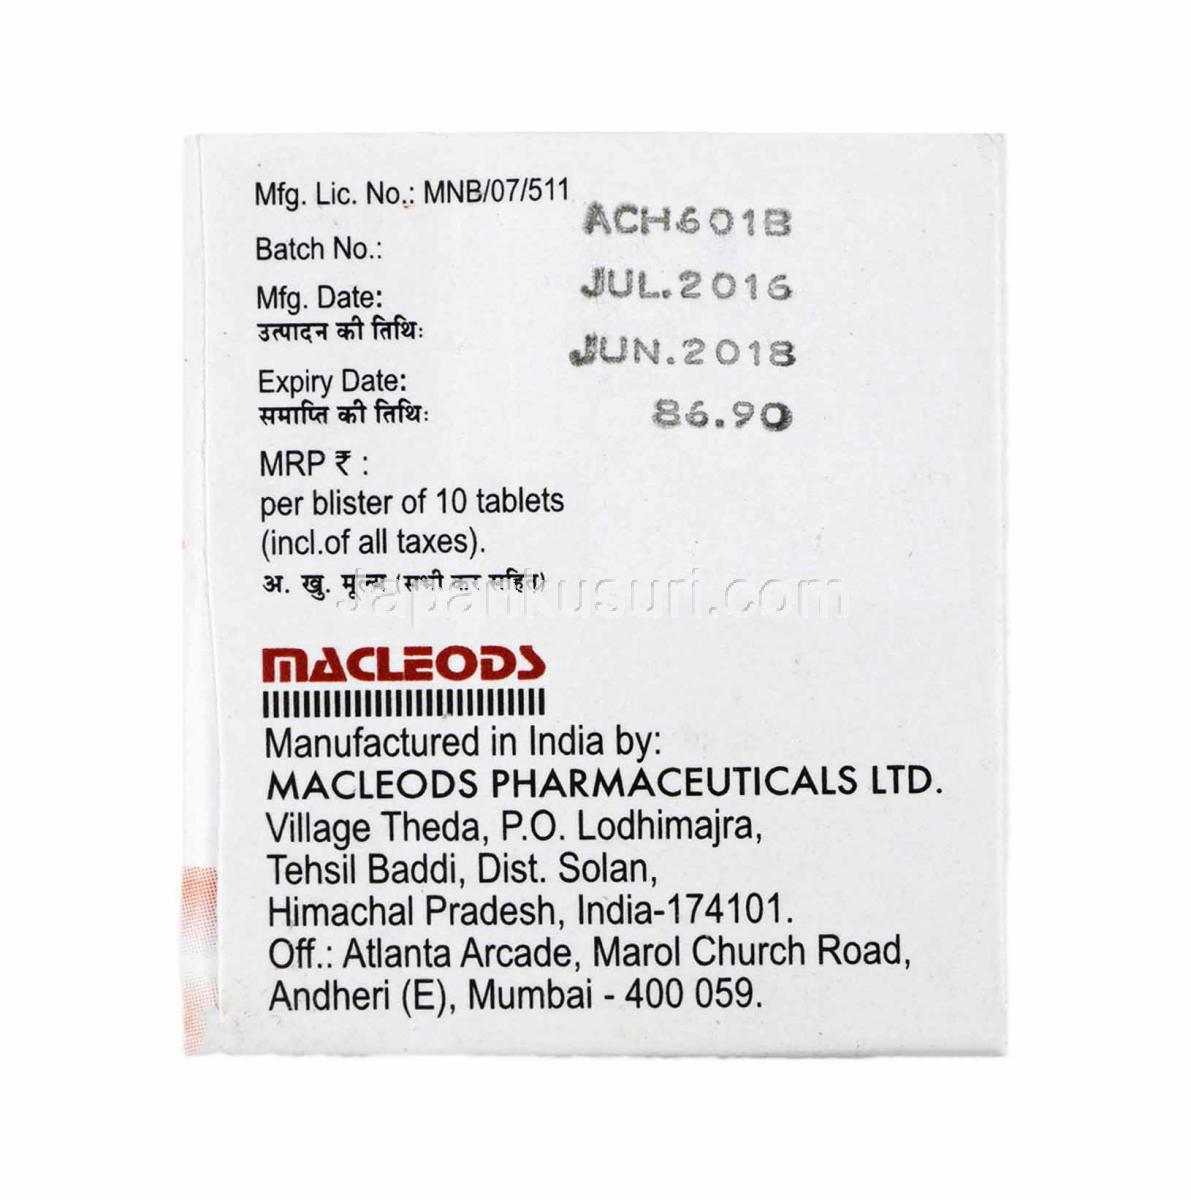 Mfg. Lic. No.: MNB/07/511
Batch No.: ACH601B
Mfg. Date: JUL.2016
उत्पादन की तिथि:
Expiry Date: JUN.2018
समाप्ति की तिथि:
MRP ₹ : 86.90
per blister of 10 tablets
(incl.of all taxes).
अ. खु. मूल्य (सभी कर सहित)
Japankusuri.com
MACLEODS
Manufactured in India by:
MACLEODS PHARMACEUTICALS LTD.
Village Theda, P.O. Lodhimajra,
Tehsil Baddi, Dist. Solan,
Himachal Pradesh, India-174101.
Off.: Atlanta Arcade, Marol Church Road,
Andheri (E), Mumbai - 400 059.